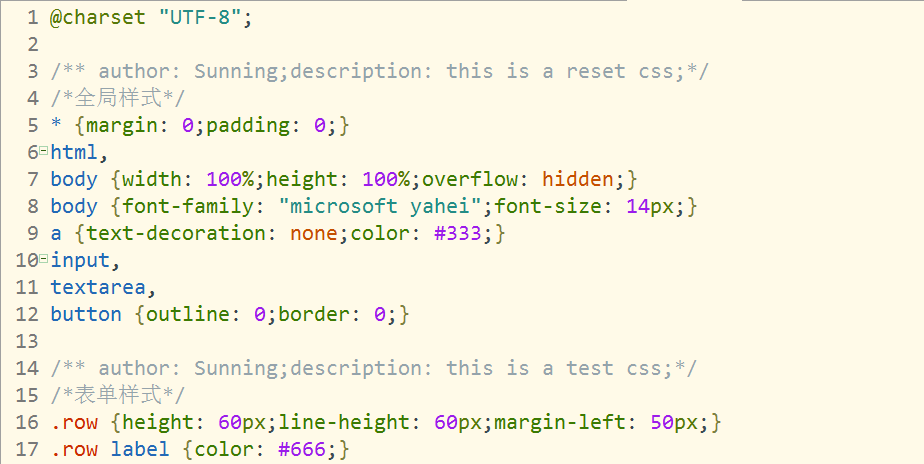 1 @charset "UTF-8";
2
3 /** author: Sunning;description: this is a reset css;*/
4 /*全局样式*/
5 * {margin: 0;padding: 0;}
6 html,
7 body {width: 100%;height: 100%;overflow: hidden;}
8 body {font-family: "microsoft yahei";font-size: 14px;}
9 a {text-decoration: none;color: #333;}
10 input,
11 textarea,
12 button {outline: 0;border: 0;}
13
14 /** author: Sunning;description: this is a test css;*/
15 /*表单样式*/
16 .row {height: 60px;line-height: 60px;margin-left: 50px;}
17 .row label {color: #666;}